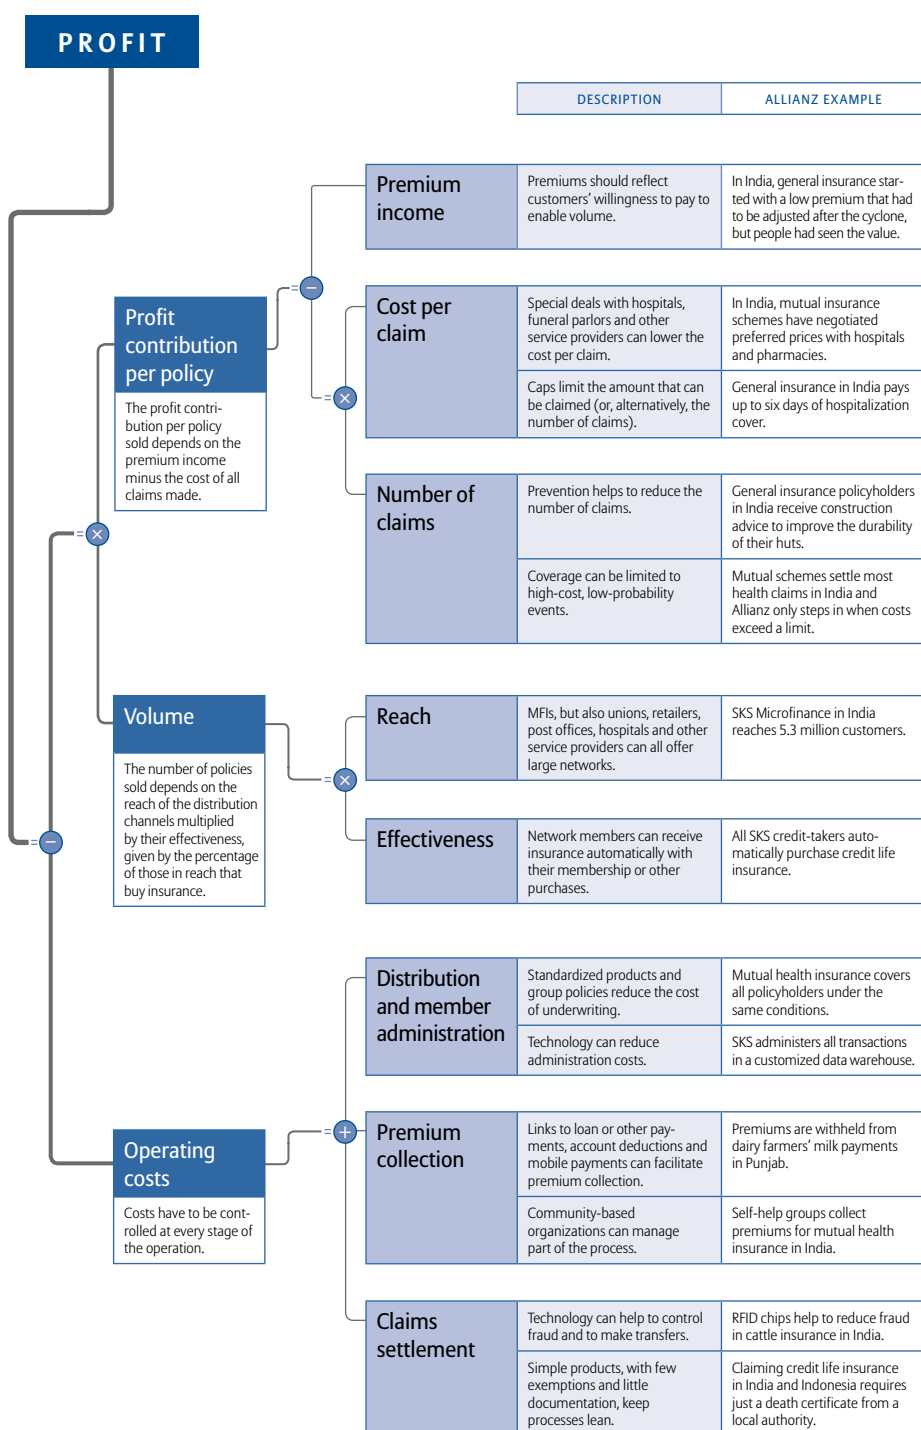 PROFIT
DESCRIPTION
ALLIANZ EXAMPLE
Premium
income
Premiums should reflect
customers' willingness to pay to
enable volume.
In India, general insurance star-
ted with a low premium that had
to be adjusted after the cyclone,
but people had seen the value.
= −
Profit
contribution
per policy
The profit contri-
bution per policy
sold depends on the
premium income
minus the cost of all
claims made.
Cost per
claim
Special deals with hospitals,
funeral parlors and other
service providers can lower the
cost per claim.
In India, mutual insurance
schemes have negotiated
preferred prices with hospitals
and pharmacies.
= ×
Caps limit the amount that can
be claimed (or, alternatively, the
number of claims).
General insurance in India pays
up to six days of hospitalization
cover.
Number of
claims
Prevention helps to reduce the
number of claims.
General insurance policyholders
in India receive construction
advice to improve the durability
of their huts.
= ×
Coverage can be limited to
high-cost, low-probability
events.
Mutual schemes settle most
health claims in India and
Allianz only steps in when costs
exceed a limit.
Volume
The number of policies
sold depends on the
reach of the distribution
channels multiplied
by their effectiveness,
given by the percentage
of those in reach that
buy insurance.
= ×
Reach
MFIs, but also unions, retailers,
post offices, hospitals and other
service providers can all offer
large networks.
SKS Microfinance in India
reaches 5.3 million customers.
= −
Effectiveness
Network members can receive
insurance automatically with
their membership or other
purchases.
All SKS credit-takers auto-
matically purchase credit life
insurance.
Distribution
and member
administration
Standardized products and
group policies reduce the cost
of underwriting.
Mutual health insurance covers
all policyholders under the
same conditions.
Technology can reduce
administration costs.
SKS administers all transactions
in a customized data warehouse.
Operating
costs
Costs have to be cont-
rolled at every stage of
the operation.
= +
Premium
collection
Links to loan or other pay-
ments, account deductions and
mobile payments can facilitate
premium collection.
Premiums are withheld from
dairy farmers' milk payments
in Punjab.
Community-based
organizations can manage
part of the process.
Self-help groups collect
premiums for mutual health
insurance in India.
Claims
settlement
Technology can help to control
fraud and to make transfers.
RFID chips help to reduce fraud
in cattle insurance in India.
Simple products, with few
exemptions and little
documentation, keep
processes lean.
Claiming credit life insurance
in India and Indonesia requires
just a death certificate from a
local authority.